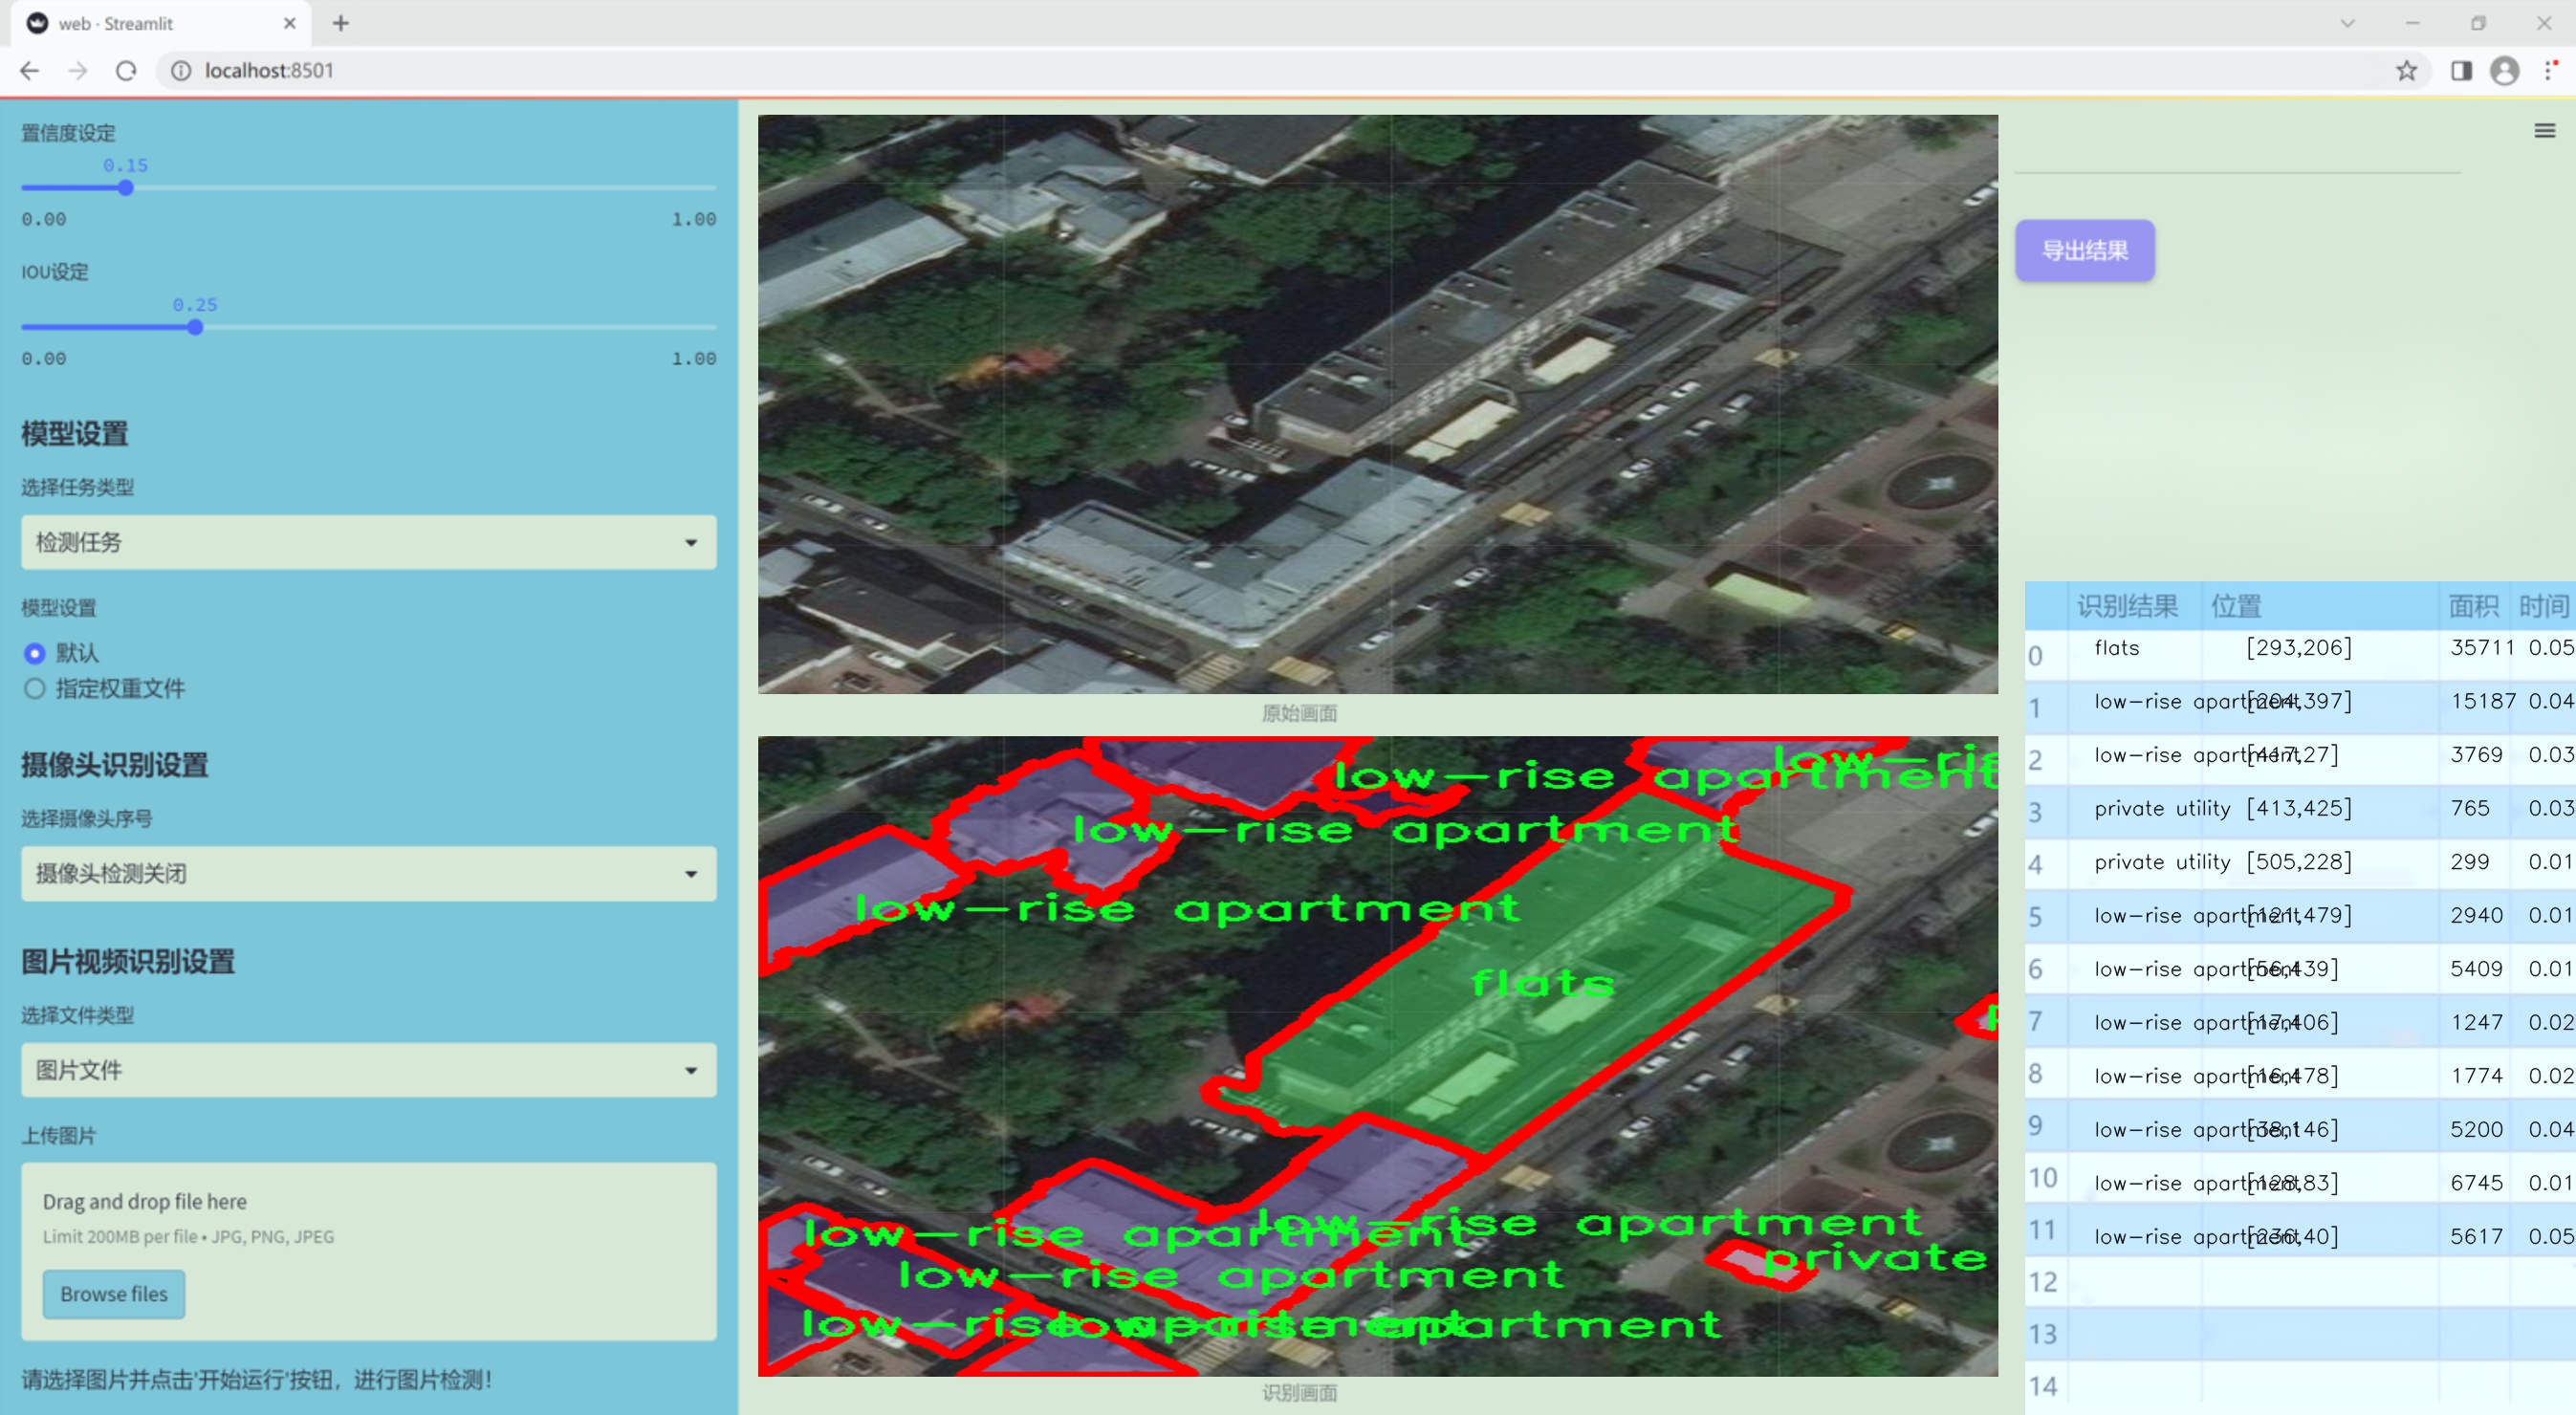 web · Streamlit
localhost:8501
置信度设定
0.15
0.00 1.00
IOU设定
0.25
0.00 1.00
模型设置
选择任务类型
检测任务
模型设置
默认
指定权重文件
摄像头识别设置
选择摄像头序号
摄像头检测关闭
图片视频识别设置
选择文件类型
图片文件
上传图片
Drag and drop file here
Limit 200MB per file • JPG, PNG, JPEG
Browse files
请选择图片并点击'开始运行'按钮，进行图片检测！
原始画面
low-rise apartment
low-ris
low-rise apartment
low-rise apartment
flats
low-rise apartment
low-rise apartment
private
low-rise apartment
low-rise apartment
low-rise apartment
识别画面
导出结果
识别结果 位置 面积 时间
0 flats [293,206] 35711 0.05
1 low-rise apartment [204,397] 15187 0.04
2 low-rise apartment [417,27] 3769 0.03
3 private utility [413,425] 765 0.03
4 private utility [505,228] 299 0.01
5 low-rise apartment [121,479] 2940 0.01
6 low-rise apartment [56,439] 5409 0.01
7 low-rise apartment [17,406] 1247 0.02
8 low-rise apartment [16,478] 1774 0.02
9 low-rise apartment [38,146] 5200 0.04
10 low-rise apartment [128,83] 6745 0.01
11 low-rise apartment [236,40] 5617 0.05
12
13
14